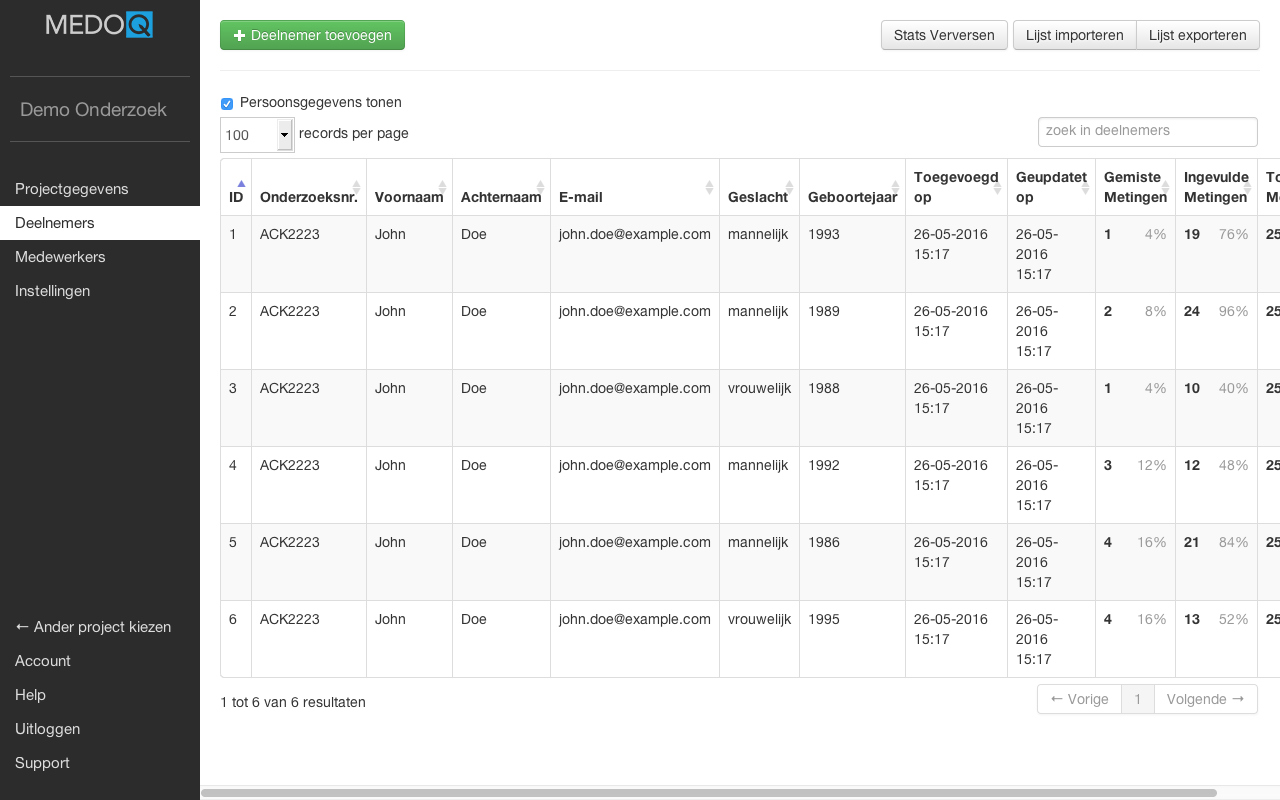 MEDOQ
Demo Onderzoek
Projectgegevens
Deelnemers
Medewerkers
Instellingen
← Ander project kiezen
Account
Help
Uitloggen
Support
Deelnemer toevoegen
Stats Verversen
Lijst importeren
Lijst exporteren
Persoonsgegevens tonen
100 records per page
zoek in deelnemers
ID Onderzoeksnr. Voornaam Achternaam E-mail Geslacht Geboortejaar Toegevoegd op Geupdatet op Gemiste Metingen Ingevulde Metingen
1 ACK2223 John Doe john.doe@example.com mannelijk 1993 26-05-2016 15:17 26-05-2016 15:17 1 4% 19 76% 25
2 ACK2223 John Doe john.doe@example.com mannelijk 1989 26-05-2016 15:17 26-05-2016 15:17 2 8% 24 96% 25
3 ACK2223 John Doe john.doe@example.com vrouwelijk 1988 26-05-2016 15:17 26-05-2016 15:17 1 4% 10 40% 25
4 ACK2223 John Doe john.doe@example.com mannelijk 1992 26-05-2016 15:17 26-05-2016 15:17 3 12% 12 48% 25
5 ACK2223 John Doe john.doe@example.com mannelijk 1986 26-05-2016 15:17 26-05-2016 15:17 4 16% 21 84% 25
6 ACK2223 John Doe john.doe@example.com vrouwelijk 1995 26-05-2016 15:17 26-05-2016 15:17 4 16% 13 52% 25
1 tot 6 van 6 resultaten
← Vorige 1 Volgende →